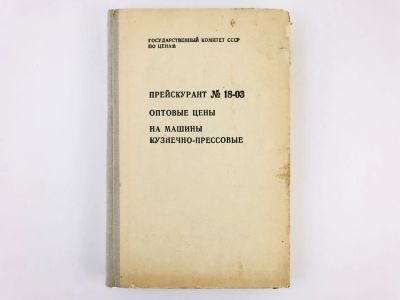 ГОСУДАРСТВЕННЫЙ КОМИТЕТ СССР
ПО ЦЕНАМ
ПРЕЙСКУРАНТ № 18-03
ОПТОВЫЕ ЦЕНЫ
НА МАШИНЫ
КУЗНЕЧНО-ПРЕССОВЫЕ